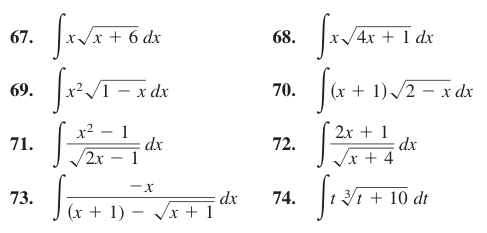 67. ∫ x√(x + 6) dx 68. ∫ x√(4x + 1) dx
69. ∫ x²√(1 − x) dx 70. ∫ (x + 1)√(2 − x) dx
71. ∫ (x² − 1)/√(2x − 1) dx 72. ∫ (2x + 1)/√(x + 4) dx
73. ∫ −x/((x + 1) − √(x + 1)) dx 74. ∫ t ∛(t + 10) dt